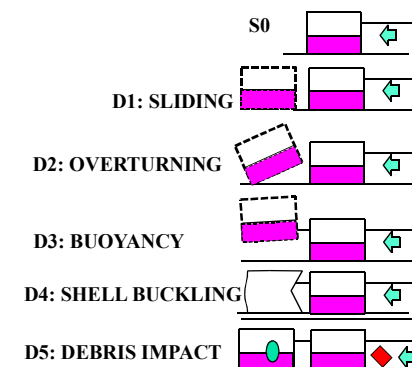 S0
D1: SLIDING
D2: OVERTURNING
D3: BUOYANCY
D4: SHELL BUCKLING
D5: DEBRIS IMPACT